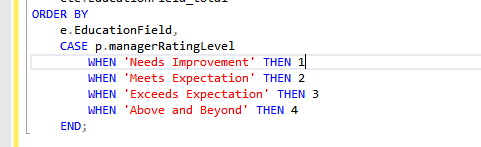 ORDER BY
e.EducationField,
CASE p.managerRatingLevel
WHEN 'Needs Improvement' THEN 1
WHEN 'Meets Expectation' THEN 2
WHEN 'Exceeds Expectation' THEN 3
WHEN 'Above and Beyond' THEN 4
END;